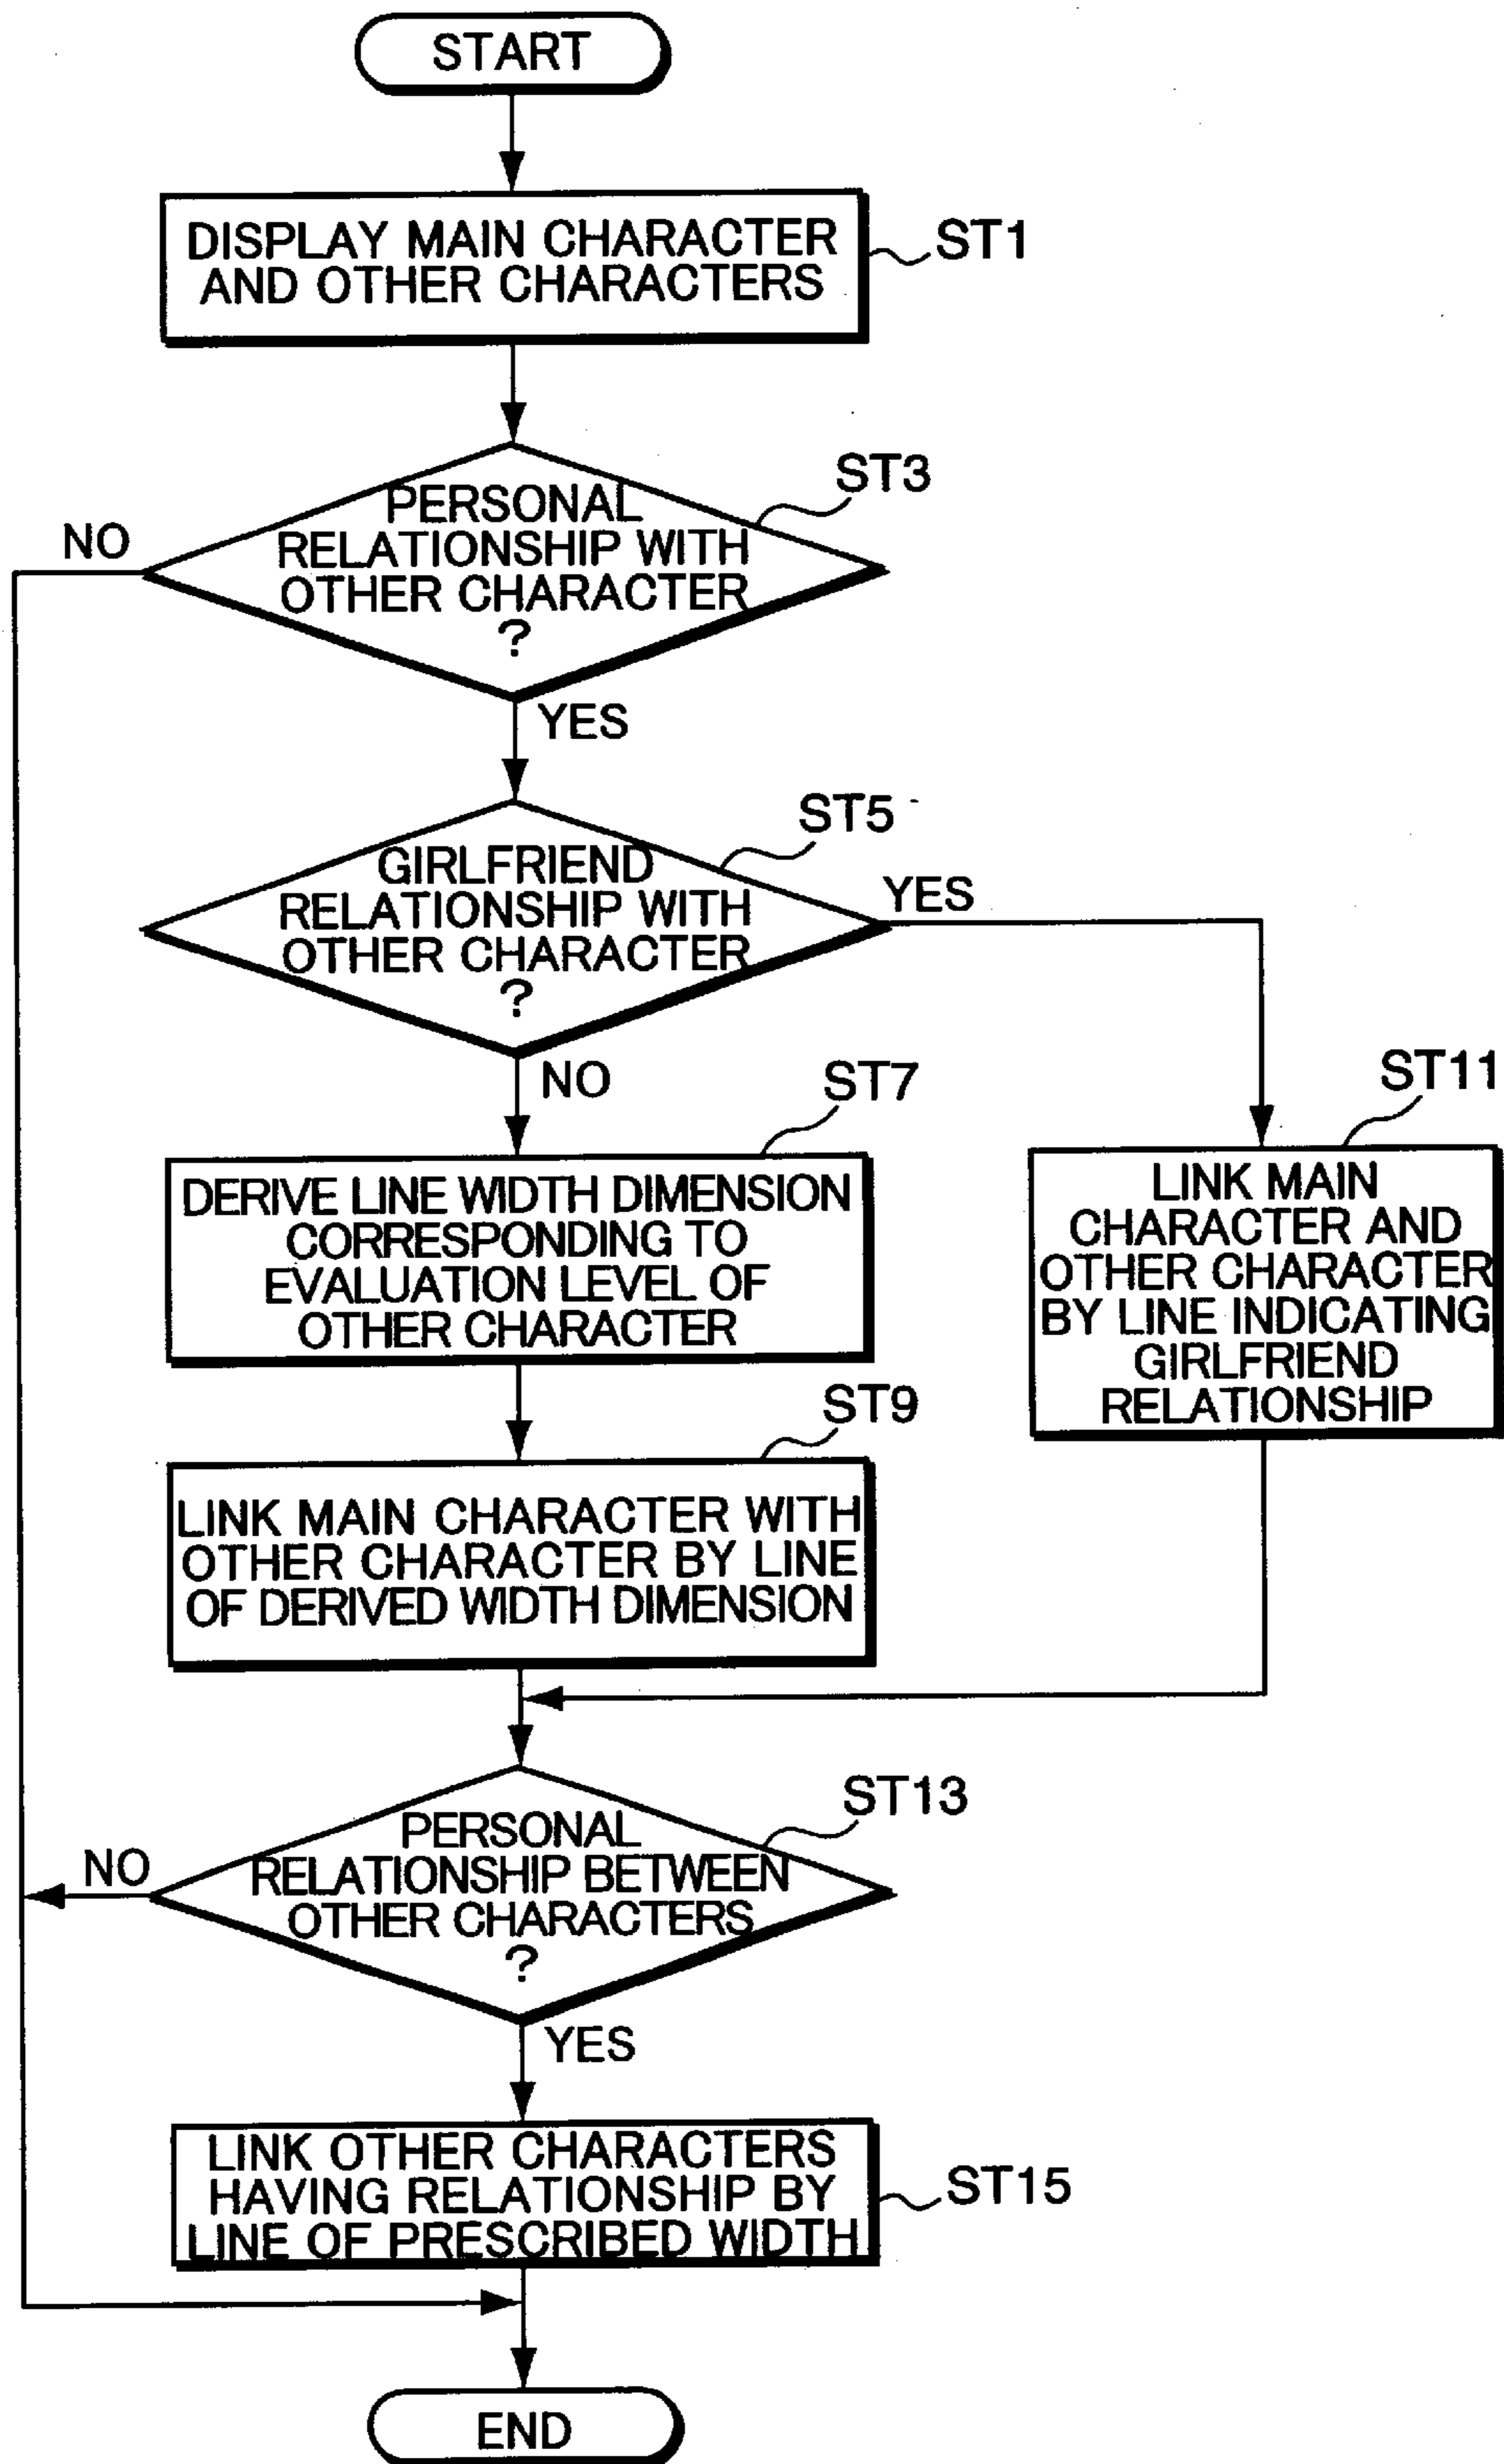 START
DISPLAY MAIN CHARACTER
AND OTHER CHARACTERS
ST1
PERSONAL
RELATIONSHIP WITH
OTHER CHARACTER
?
ST3
NO
YES
GIRLFRIEND
RELATIONSHIP WITH
OTHER CHARACTER
?
ST5
YES
NO
DERIVE LINE WIDTH DIMENSION
CORRESPONDING TO
EVALUATION LEVEL OF
OTHER CHARACTER
ST7
LINK MAIN
CHARACTER AND
OTHER CHARACTER
BY LINE INDICATING
GIRLFRIEND
RELATIONSHIP
ST11
LINK MAIN CHARACTER WITH
OTHER CHARACTER BY LINE
OF DERIVED WIDTH DIMENSION
ST9
PERSONAL
RELATIONSHIP BETWEEN
OTHER CHARACTERS
?
ST13
NO
YES
LINK OTHER CHARACTERS
HAVING RELATIONSHIP BY
LINE OF PRESCRIBED WIDTH
ST15
END